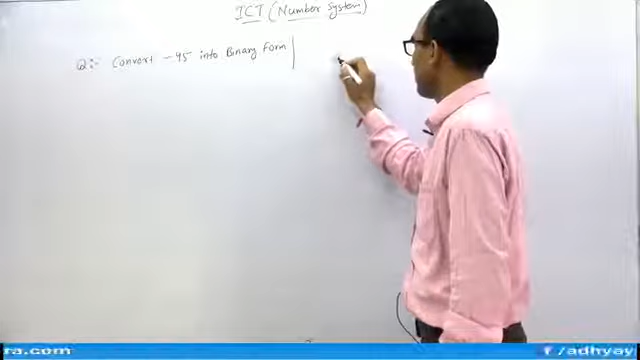 ICT (Number System)
Q:- Convert -45 into Binary Form
ra.com
f /adhyay